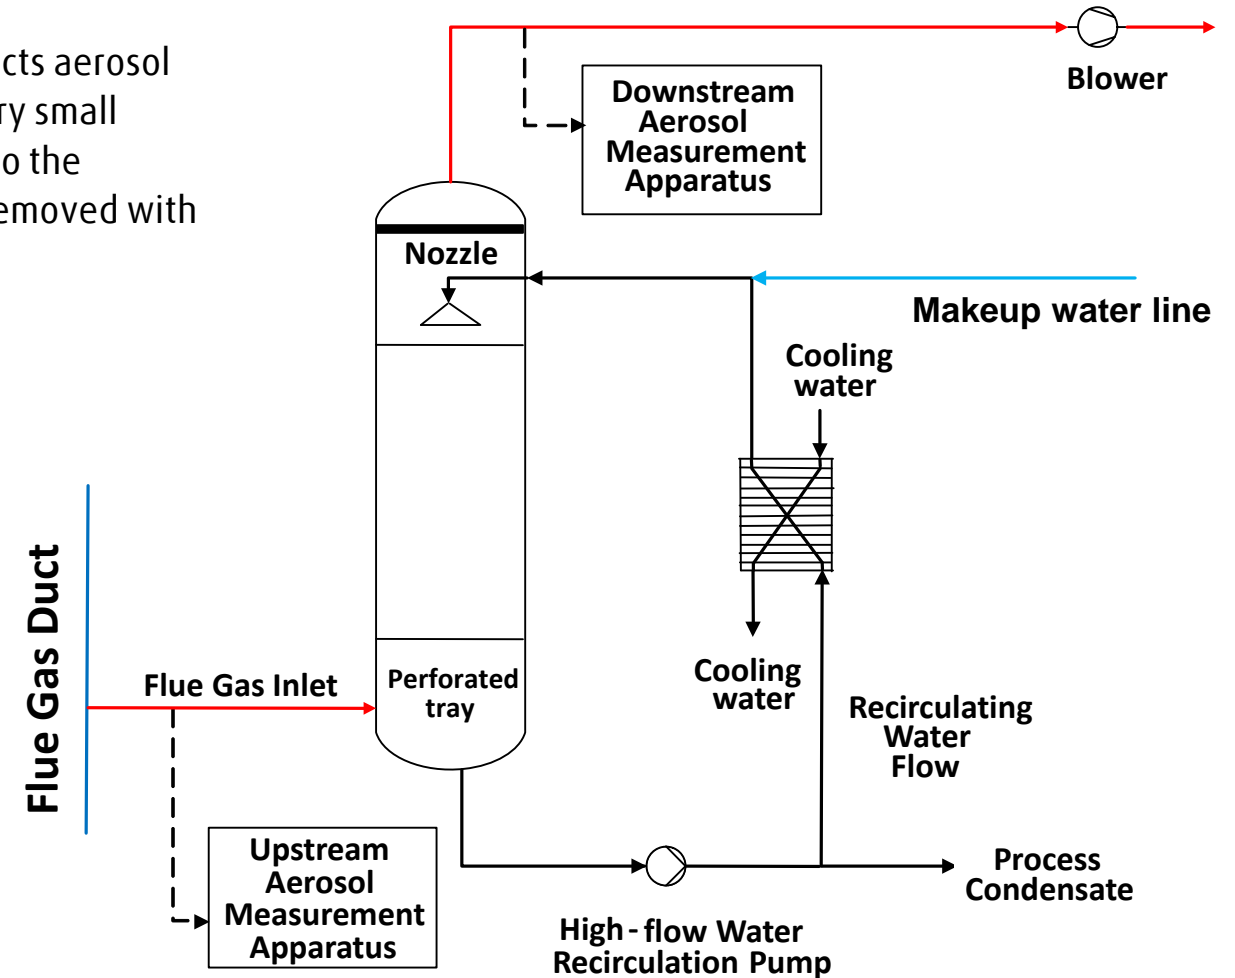 cts aerosol
ry small
o the
emoved with
Blower
Downstream
Aerosol
Measurement
Apparatus
Nozzle
Makeup water line
Cooling
water
Flue Gas Duct
Flue Gas Inlet
Perforated
tray
Cooling
water
Recirculating
Water
Flow
Upstream
Aerosol
Measurement
Apparatus
Process
Condensate
High-flow Water
Recirculation Pump